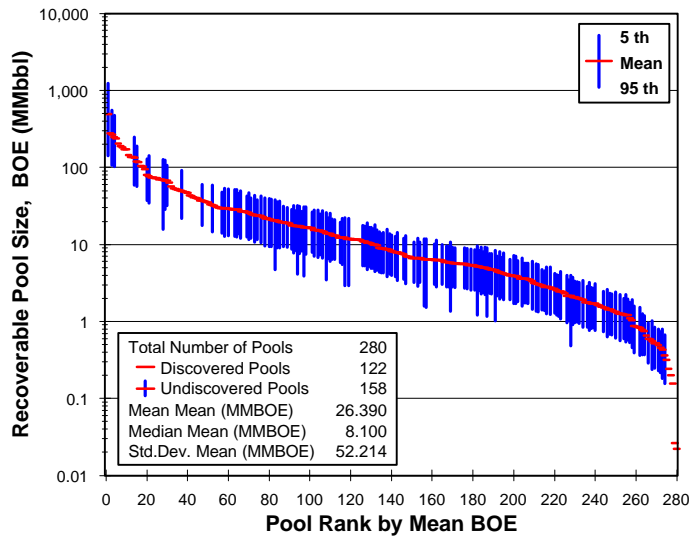 Recoverable Pool Size, BOE (MMbbl)
10,000
1,000
100
10
1
0.1
0.01
5 th
Mean
95 th
Total Number of Pools 280
Discovered Pools 122
Undiscovered Pools 158
Mean Mean (MMBOE) 26.390
Median Mean (MMBOE) 8.100
Std.Dev. Mean (MMBOE) 52.214
0 20 40 60 80 100 120 140 160 180 200 220 240 260 280
Pool Rank by Mean BOE